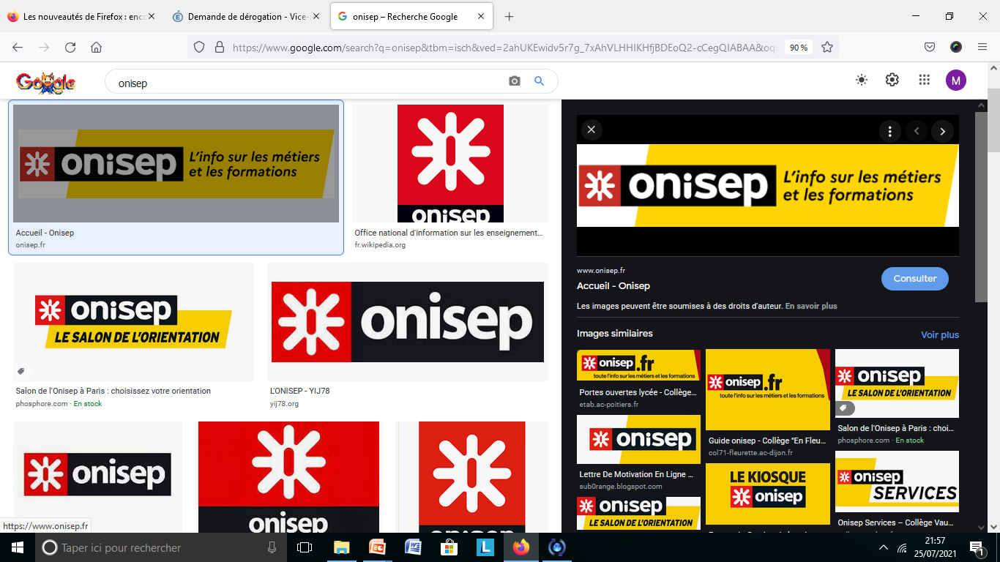 Les nouveautés de Firefox : enco
Demande de dérogation - Vice-
onisep – Recherche Google
https://www.google.com/search?q=onisep&tbm=isch&ved=2ahUKEwidv5r7g_7xAhVLHHIKHfjBDEoQ2-cCegQIABAA&oq=
90 %
Google
onisep
M
onisep L'info sur les métiers
et les formations
Accueil - Onisep
onisep.fr
onisep
Office national d'information sur les enseignement...
fr.wikipedia.org
onisep
LE SALON DE L'ORIENTATION
Salon de l'Onisep à Paris : choisissez votre orientation
phosphore.com · En stock
onisep
L'ONISEP - YIJ78
yij78.org
onisep
onisep
onisep
https://www.onisep.fr
onisep L'info sur les métiers
et les formations
www.onisep.fr
Accueil - Onisep
Consulter
Les images peuvent être soumises à des droits d'auteur. En savoir plus
Images similaires
Voir plus
onisep.fr
toute l'info sur les métiers et les formations
Portes ouvertes lycée - Collège...
etab.ac-poitiers.fr
onisep.fr
toute l'info sur les métiers et les formations
Guide onisep - Collège "En Fleu...
col71-fleurette.ac-dijon.fr
onisep
LE SALON DE L'ORIENTATION
Salon de l'Onisep à Paris : choi...
phosphore.com · En stock
onisep
Lettre De Motivation En Ligne ...
sub0range.blogspot.com
LE KIOSQUE
onisep
onisep
SERVICES
Onisep Services – Collège Vau...
onisep
LE SALON DE L'ORIENTATION
Taper ici pour rechercher
21:57
25/07/2021
1